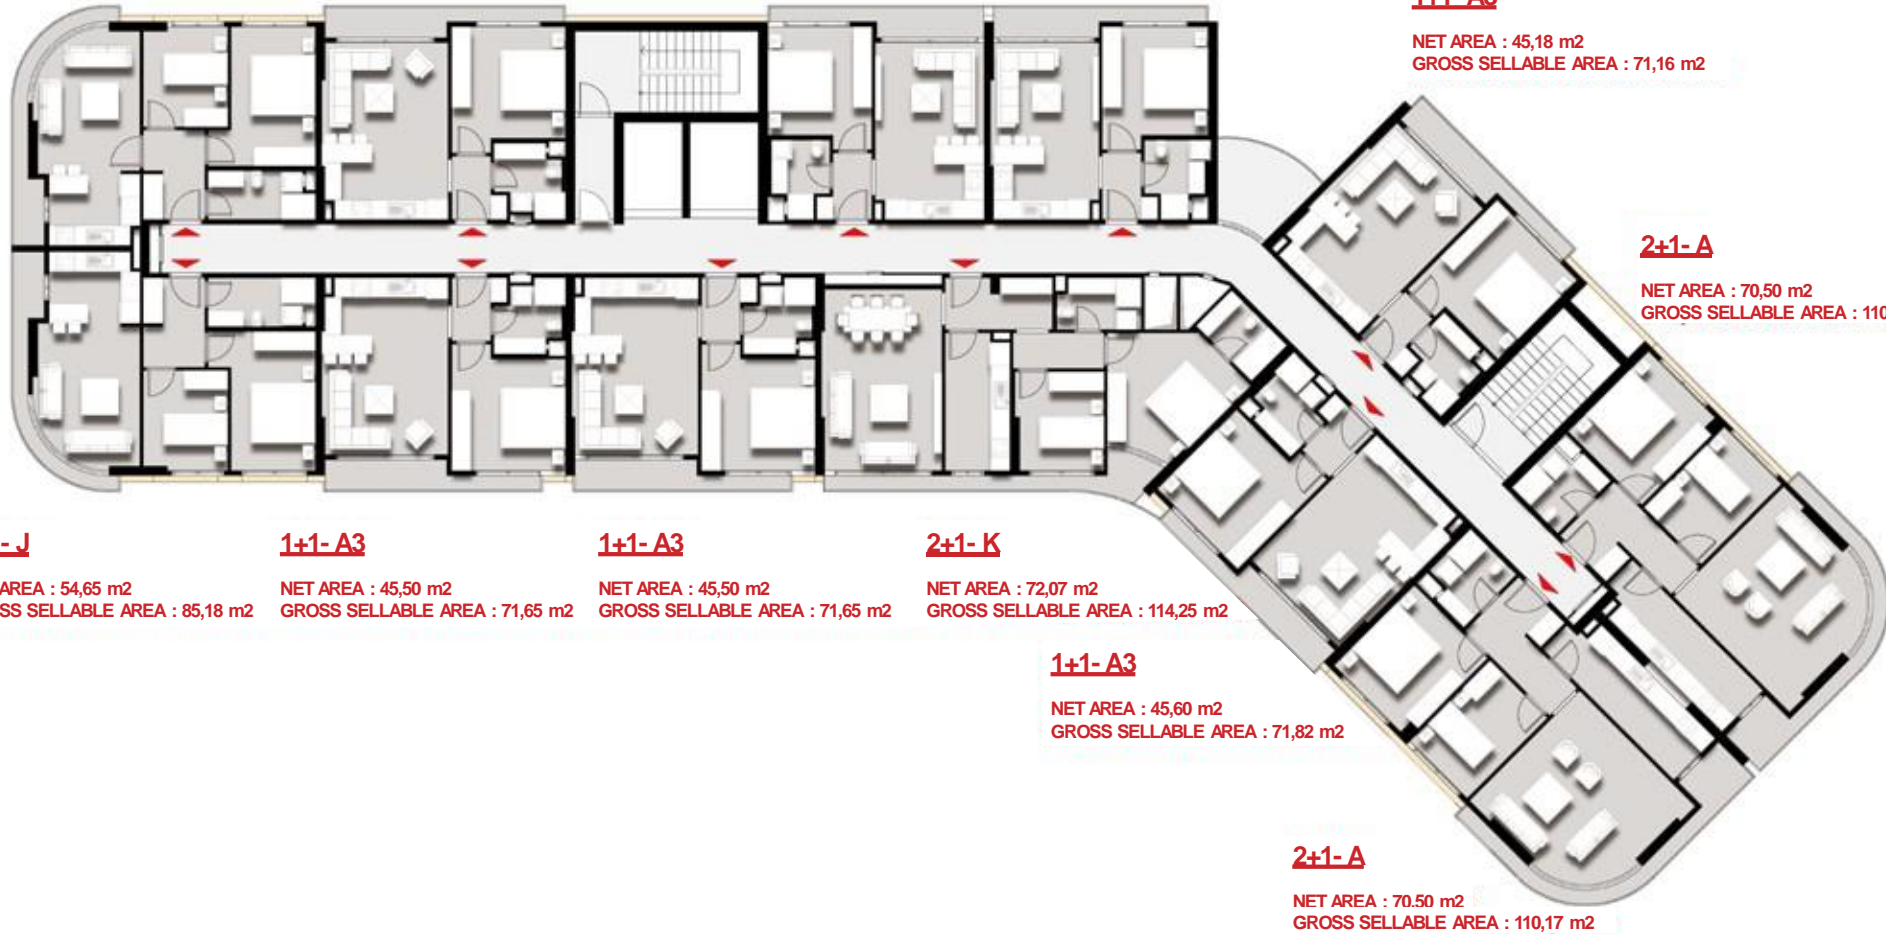 NET AREA : 45,18 m2
GROSS SELLABLE AREA : 71,16 m2
2+1- A
NET AREA : 70,50 m2
GROSS SELLABLE AREA : 110
- J
AREA : 54,65 m2
SS SELLABLE AREA : 85,18 m2
1+1- A3
NET AREA : 45,50 m2
GROSS SELLABLE AREA : 71,65 m2
1+1- A3
NET AREA : 45,50 m2
GROSS SELLABLE AREA : 71,65 m2
2+1- K
NET AREA : 72,07 m2
GROSS SELLABLE AREA : 114,25 m2
1+1- A3
NET AREA : 45,60 m2
GROSS SELLABLE AREA : 71,82 m2
2+1- A
NET AREA : 70,50 m2
GROSS SELLABLE AREA : 110,17 m2